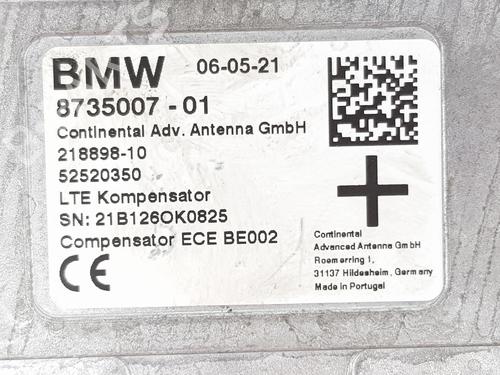 BMW 06-05-21
8735007 - 01
Continental Adv. Antenna GmbH
218898-10
52520350
LTE Kompensator
SN: 21B126OK0825
Compensator ECE BE002
CE
Continental
Advanced Antenna GmbH
Roemerring 1,
31137 Hildesheim, Germany
Made in Portugal